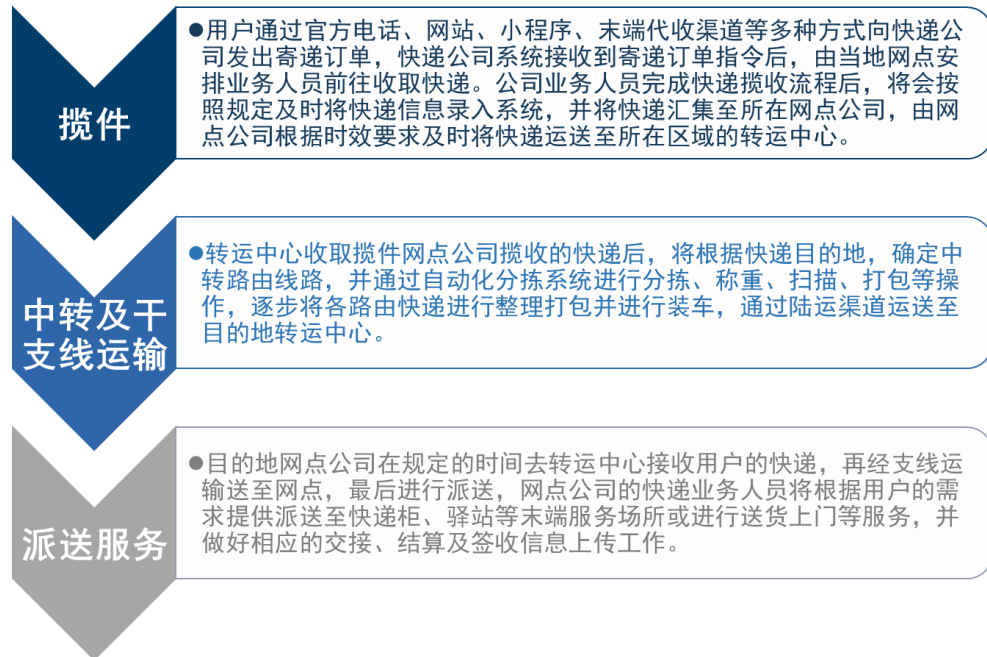 揽件
●用户通过官方电话、网站、小程序、末端代收渠道等多种方式向快递公
司发出寄递订单，快递公司系统接收到寄递订单指令后，由当地网点安
排业务人员前往收取快递。公司业务人员完成快递揽收流程后，将会按
照规定及时将快递信息录入系统，并将快递汇集至所在网点公司，由网
点公司根据时效要求及时将快递运送至所在区域的转运中心。
中转及干
支线运输
●转运中心收取揽件网点公司揽收的快递后，将根据快递目的地，确定中
转路由线路，并通过自动化分拣系统进行分拣、称重、扫描、打包等操
作，逐步将各路由快递进行整理打包并进行装车，通过陆运渠道运送至
目的地转运中心。
派送服务
●目的地网点公司在规定的时间去转运中心接收用户的快递，再经支线运
输送至网点，最后进行派送，网点公司的快递业务人员将根据用户的需
求提供派送至快递柜、驿站等末端服务场所或进行送货上门等服务，并
做好相应的交接、结算及签收信息上传工作。